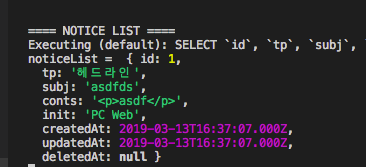 ==== NOTICE LIST ====
Executing (default): SELECT `id`, `tp`, `subj`, `
noticeList =  { id: 1,
  tp: '헤드라인',
  subj: 'asdfds',
  conts: '<p>asdf</p>',
  init: 'PC Web',
  createdAt: 2019-03-13T16:37:07.000Z,
  updatedAt: 2019-03-13T16:37:07.000Z,
  deletedAt: null }